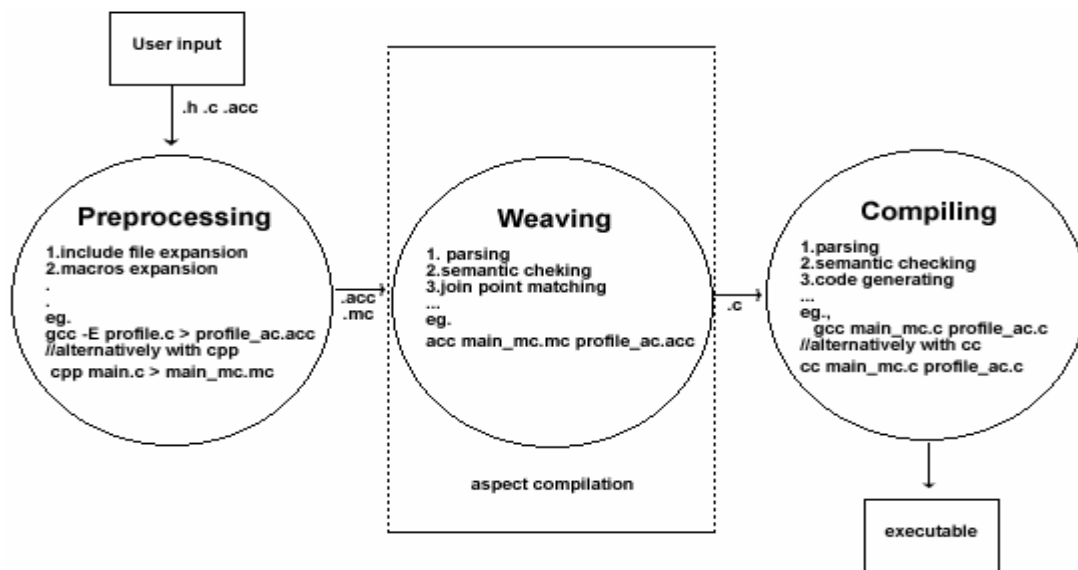 User input
.h .c .acc
Preprocessing
1.include file expansion
2.macros expansion
.
.
eg.
gcc -E profile.c > profile_ac.acc
//alternatively with cpp
cpp main.c > main_mc.mc
.acc
.mc
Weaving
1. parsing
2.semantic cheking
3.join point matching
...
eg.
acc main_mc.mc profile_ac.acc
aspect compilation
.c
Compiling
1.parsing
2.semantic checking
3.code generating
...
eg.,
gcc main_mc.c profile_ac.c
//alternatively with cc
cc main_mc.c profile_ac.c
executable